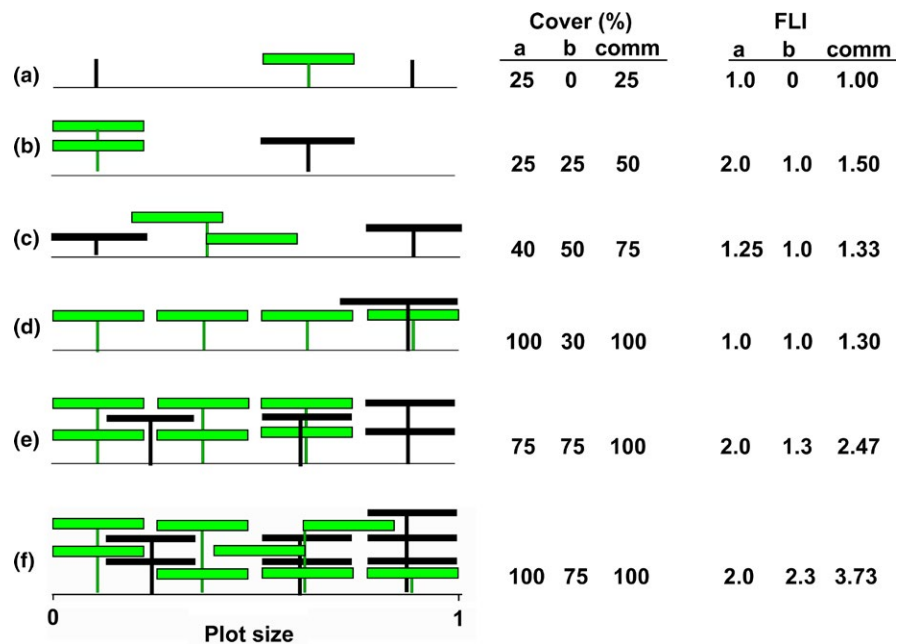 Cover (%) FLI
a b comm a b comm
(a) 25 0 25 1.0 0 1.00
(b) 25 25 50 2.0 1.0 1.50
(c) 40 50 75 1.25 1.0 1.33
(d) 100 30 100 1.0 1.0 1.30
(e) 75 75 100 2.0 1.3 2.47
(f) 100 75 100 2.0 2.3 3.73
0 1
Plot size